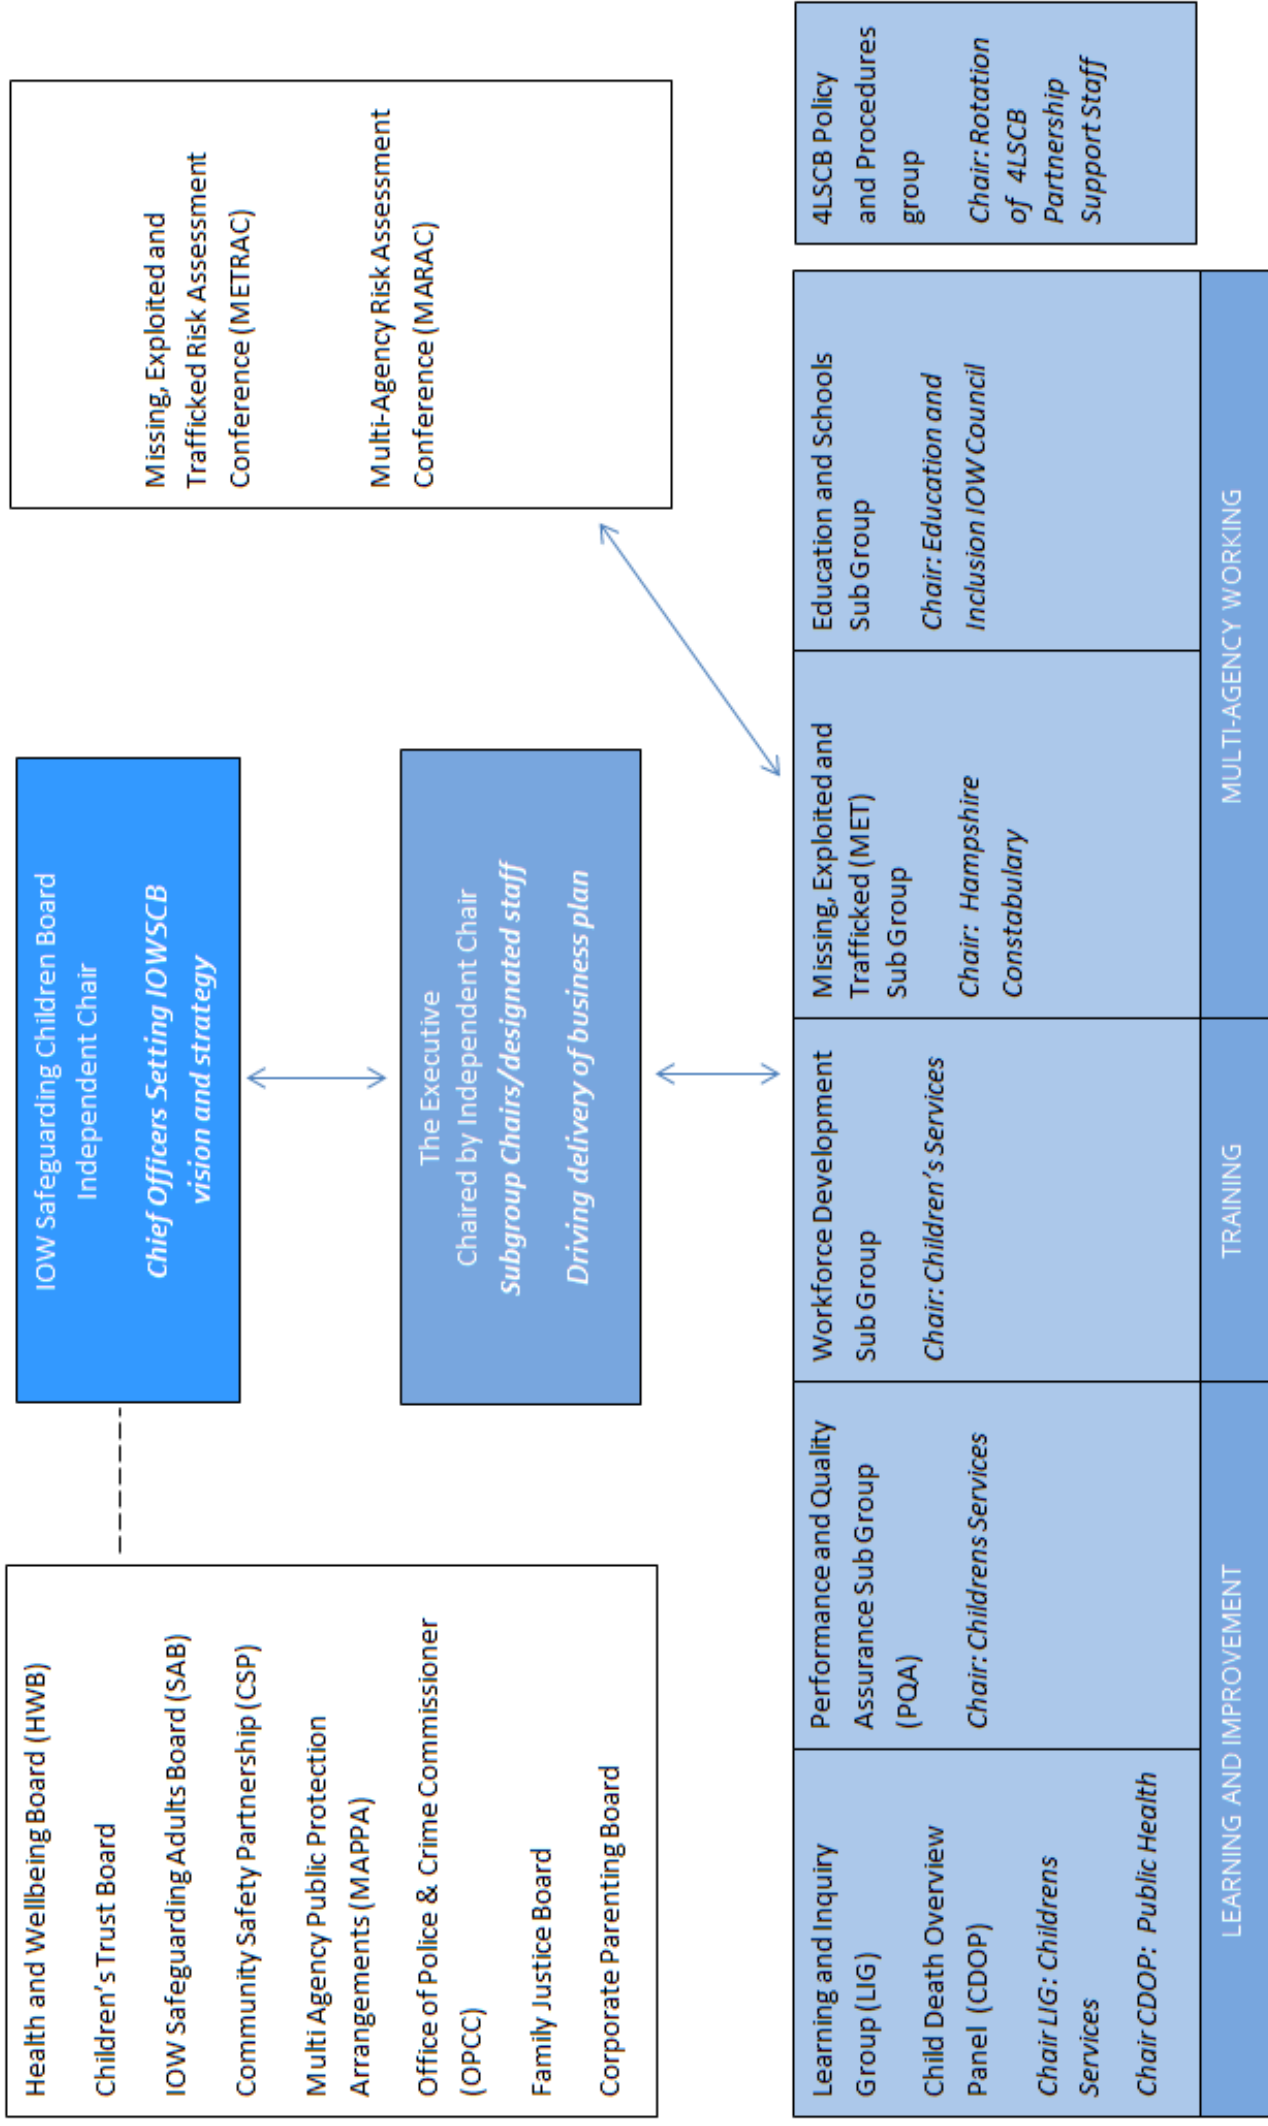 Health and Wellbeing Board (HWB)
Children's Trust Board
IOW Safeguarding Adults Board (SAB)
Community Safety Partnership (CSP)
Multi Agency Public Protection
Arrangements (MAPPA)
Office of Police & Crime Commissioner
(OPCC)
Family Justice Board
Corporate Parenting Board
IOW Safeguarding Children Board
Independent Chair
Chief Officers Setting IOWSCB
vision and strategy
The Executive
Chaired by Independent Chair
Subgroup Chairs/designated staff
Driving delivery of business plan
Missing, Exploited and
Trafficked Risk Assessment
Conference (METRAC)
Multi-Agency Risk Assessment
Conference (MARAC)
Learning and Inquiry
Group (LIG)
Child Death Overview
Panel (CDOP)
Chair LIG: Childrens
Services
Chair CDOP: Public Health
Performance and Quality
Assurance Sub Group
(PQA)
Chair: Childrens Services
Workforce Development
Sub Group
Chair: Children's Services
Missing, Exploited and
Trafficked (MET)
Sub Group
Chair: Hampshire
Constabulary
Education and Schools
Sub Group
Chair: Education and
Inclusion IOW Council
4LSCB Policy
and Procedures
group
Chair: Rotation
of 4LSCB
Partnership
Support Staff
LEARNING AND IMPROVEMENT
TRAINING
MULTI-AGENCY WORKING